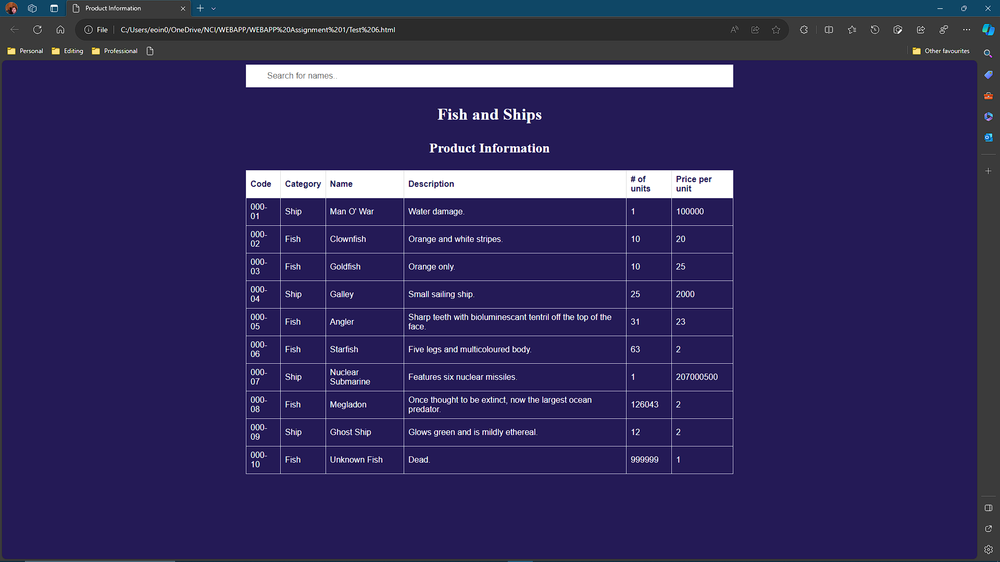 Product Information
File
C:/Users/eoin0/OneDrive/NCI/WEBAPP/WEBAPP%20Assignment%201/Test%206.html
Personal
Editing
Professional
Other favourites
Search for names..
Fish and Ships
Product Information
Code Category Name Description # of units Price per unit
000-01 Ship Man O' War Water damage. 1 100000
000-02 Fish Clownfish Orange and white stripes. 10 20
000-03 Fish Goldfish Orange only. 10 25
000-04 Ship Galley Small sailing ship. 25 2000
000-05 Fish Angler Sharp teeth with bioluminescant tentril off the top of the face. 31 23
000-06 Fish Starfish Five legs and multicoloured body. 63 2
000-07 Ship Nuclear Submarine Features six nuclear missiles. 1 207000500
000-08 Fish Megladon Once thought to be extinct, now the largest ocean predator. 126043 2
000-09 Ship Ghost Ship Glows green and is mildly ethereal. 12 2
000-10 Fish Unknown Fish Dead. 999999 1